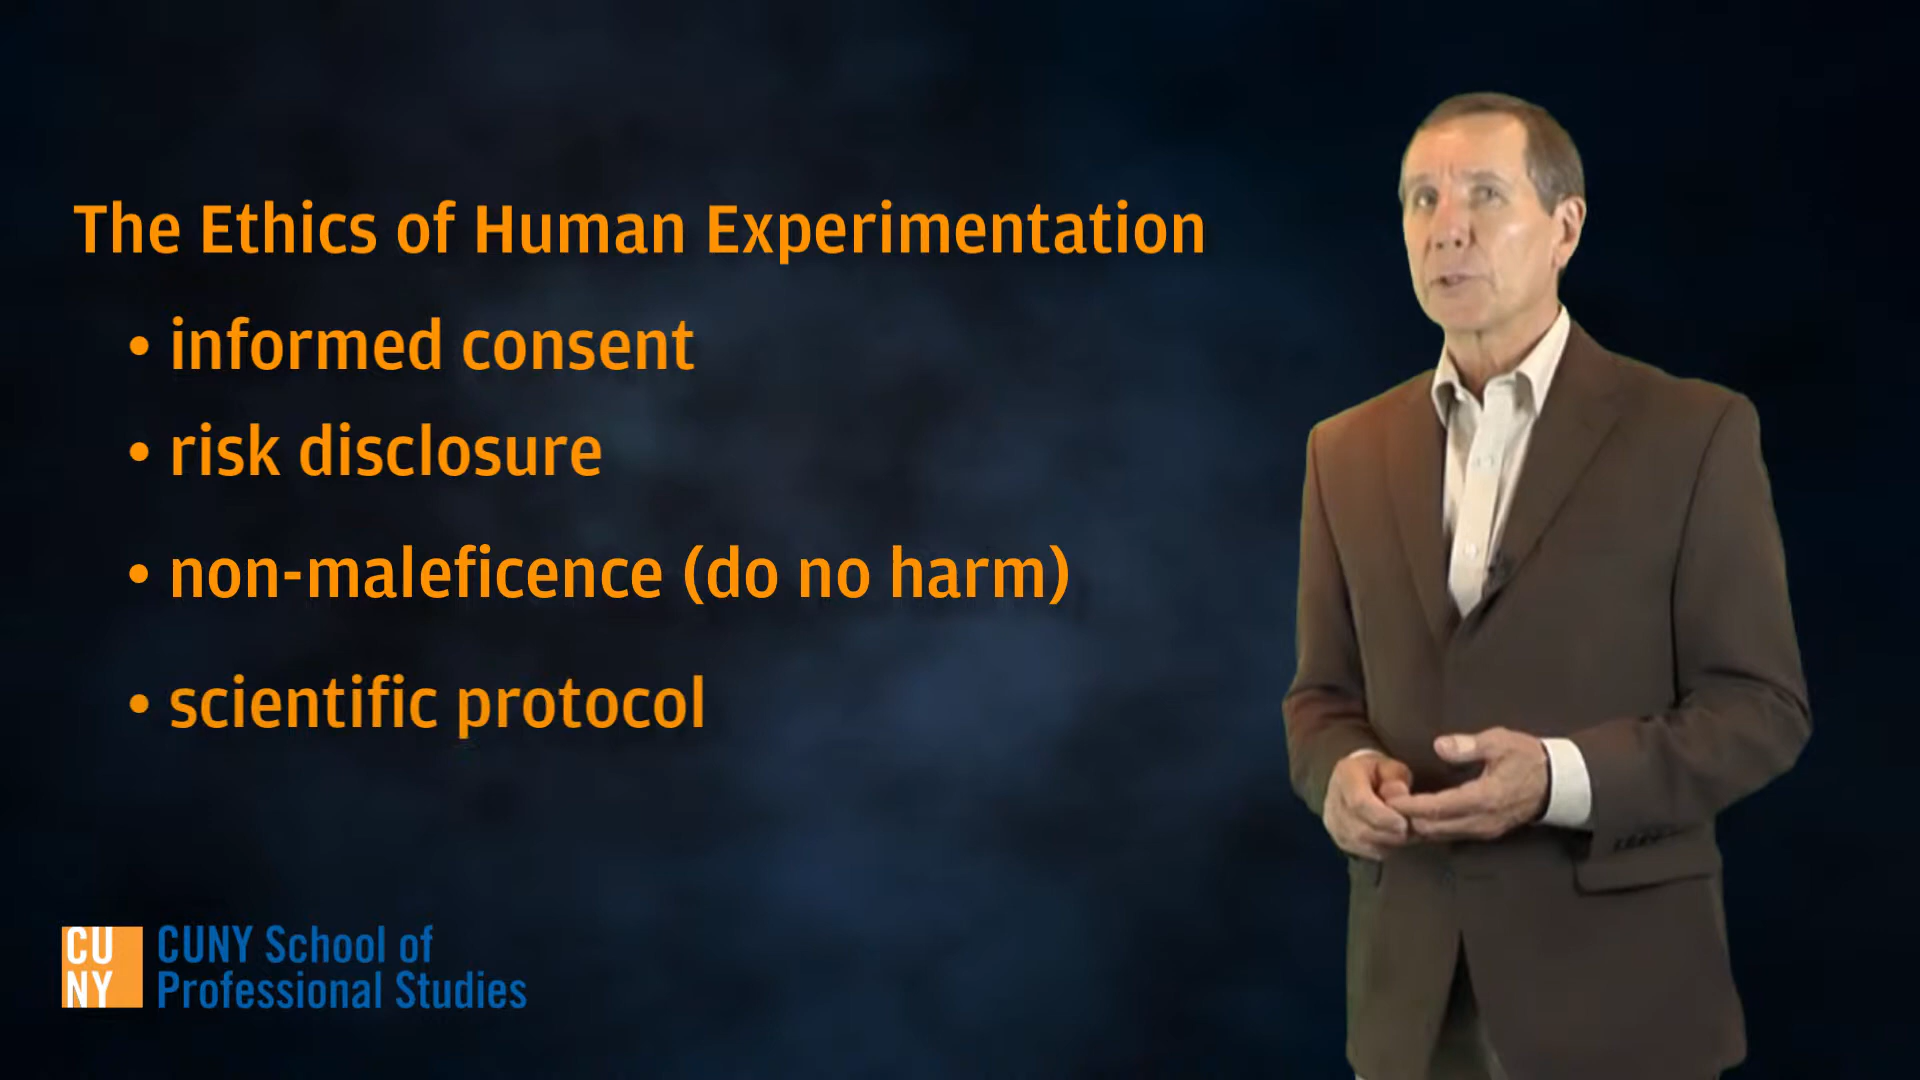 The Ethics of Human Experimentation
• informed consent
• risk disclosure
• non-maleficence (do no harm)
• scientific protocol
CU
NY
CUNY School of
Professional Studies